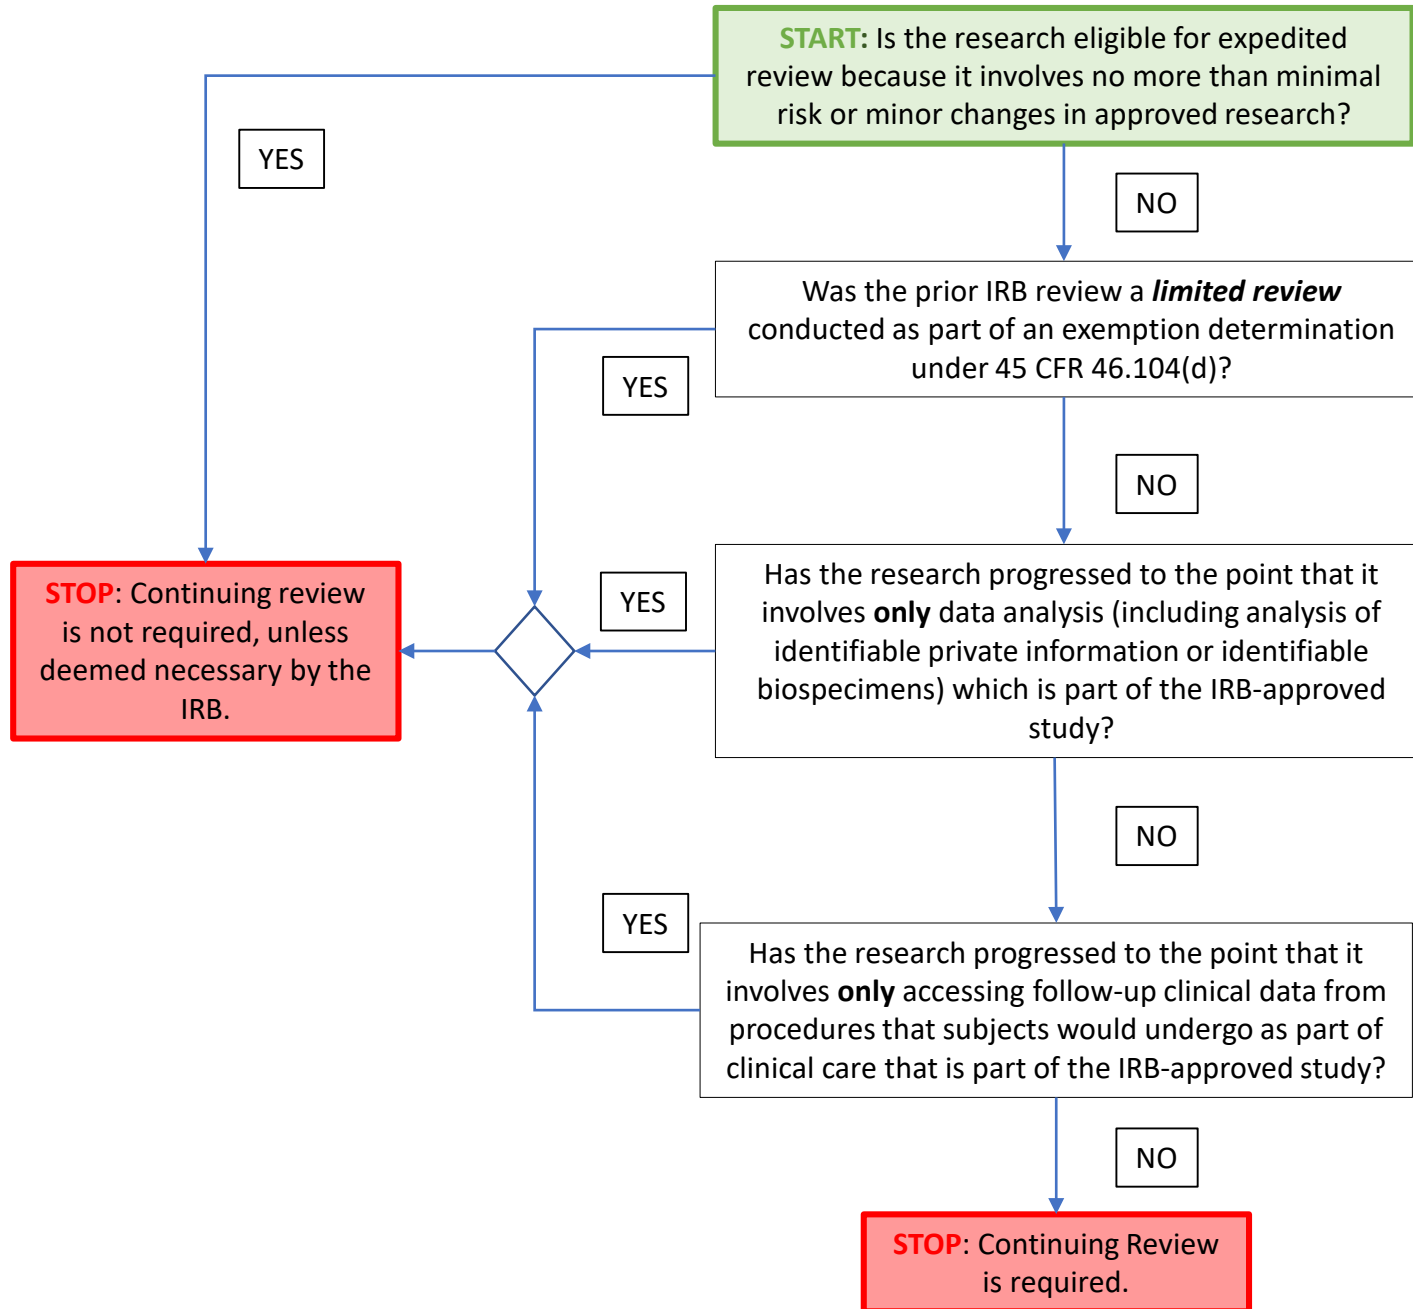 START: Is the research eligible for expedited
review because it involves no more than minimal
risk or minor changes in approved research?
YES
NO
Was the prior IRB review a limited review
conducted as part of an exemption determination
under 45 CFR 46.104(d)?
YES
NO
STOP: Continuing review
is not required, unless
deemed necessary by the
IRB.
YES
Has the research progressed to the point that it
involves only data analysis (including analysis of
identifiable private information or identifiable
biospecimens) which is part of the IRB-approved
study?
NO
YES
Has the research progressed to the point that it
involves only accessing follow-up clinical data from
procedures that subjects would undergo as part of
clinical care that is part of the IRB-approved study?
NO
STOP: Continuing Review
is required.